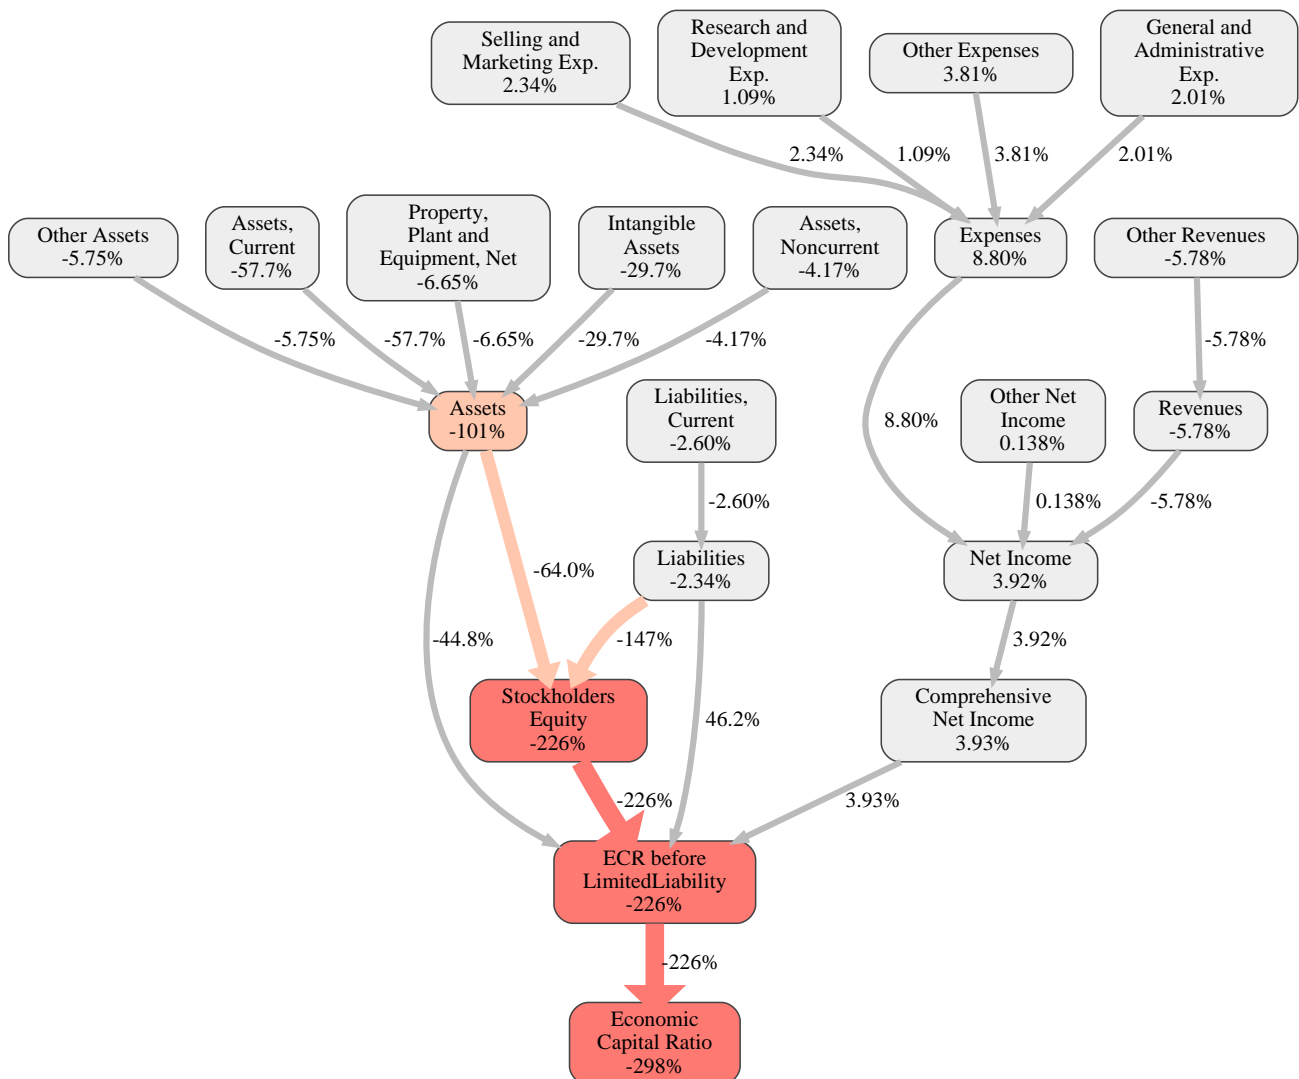 Selling and
Marketing Exp.
2.34%
Research and
Development
Exp.
1.09%
Other Expenses
3.81%
General and
Administrative
Exp.
2.01%
2.34%
1.09%
3.81%
2.01%
Other Assets
-5.75%
Assets,
Current
-57.7%
Property,
Plant and
Equipment, Net
-6.65%
Intangible
Assets
-29.7%
Assets,
Noncurrent
-4.17%
Expenses
8.80%
Other Revenues
-5.78%
-5.75%
-57.7%
-6.65%
-29.7%
-4.17%
-5.78%
Assets
-101%
Liabilities,
Current
-2.60%
8.80%
Other Net
Income
0.138%
Revenues
-5.78%
-2.60%
0.138%
-5.78%
-64.0%
Liabilities
-2.34%
Net Income
3.92%
-44.8%
-147%
3.92%
Stockholders
Equity
-226%
46.2%
Comprehensive
Net Income
3.93%
-226%
3.93%
ECR before
LimitedLiability
-226%
-226%
Economic
Capital Ratio
-298%